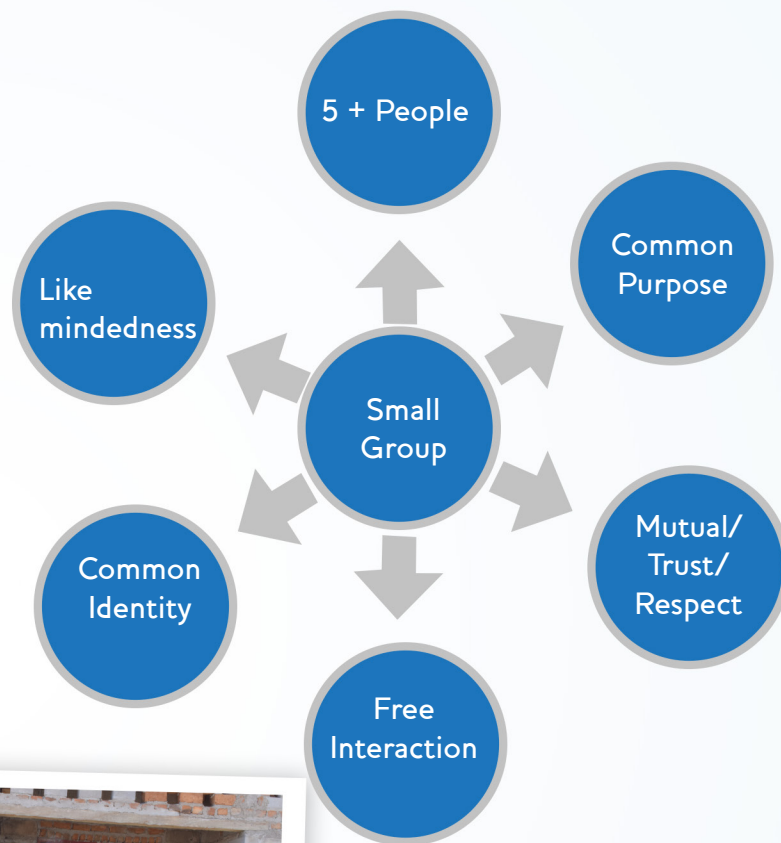 5 + People
Common
Purpose
Like
mindedness
Small
Group
Mutual/
Trust/
Respect
Common
Identity
Free
Interaction